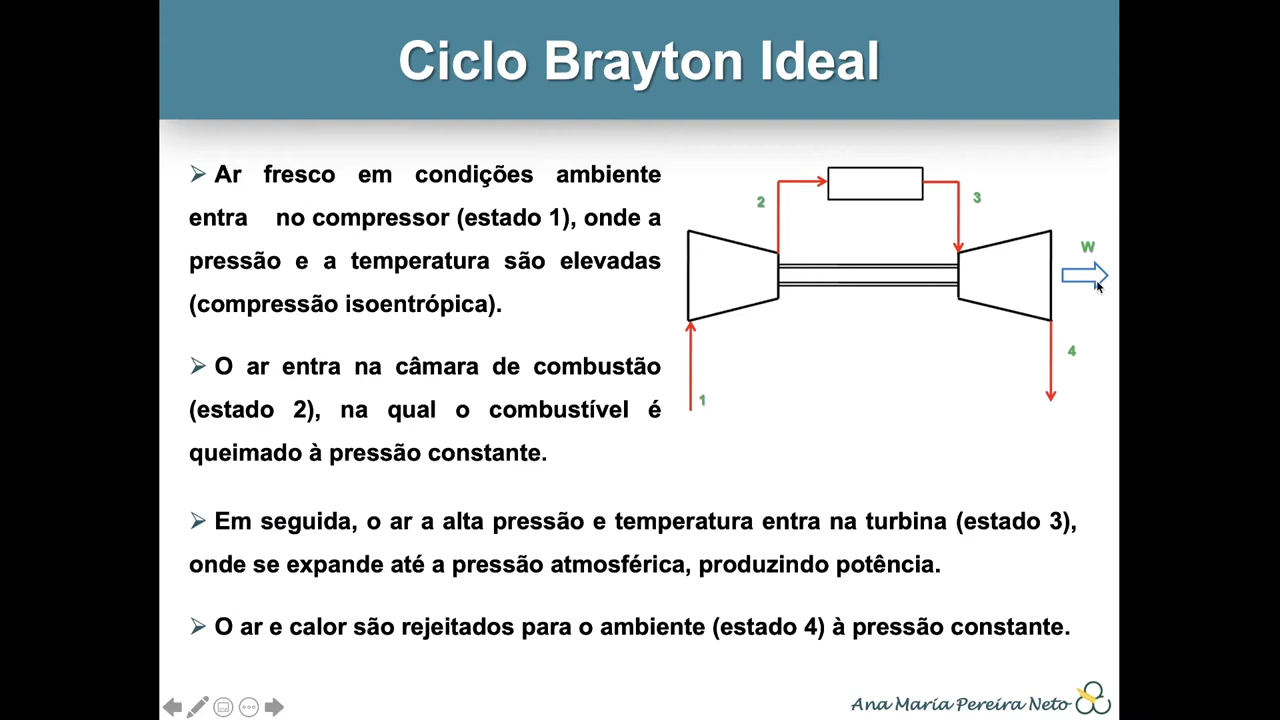 Ciclo Brayton Ideal
➢ Ar fresco em condições ambiente
entra no compressor (estado 1), onde a
pressão e a temperatura são elevadas
(compressão isoentrópica).
➢ O ar entra na câmara de combustão
(estado 2), na qual o combustível é
queimado à pressão constante.
2
3
W
4
1
➢ Em seguida, o ar a alta pressão e temperatura entra na turbina (estado 3),
onde se expande até a pressão atmosférica, produzindo potência.
➢ O ar e calor são rejeitados para o ambiente (estado 4) à pressão constante.
Ana Maria Pereira Neto